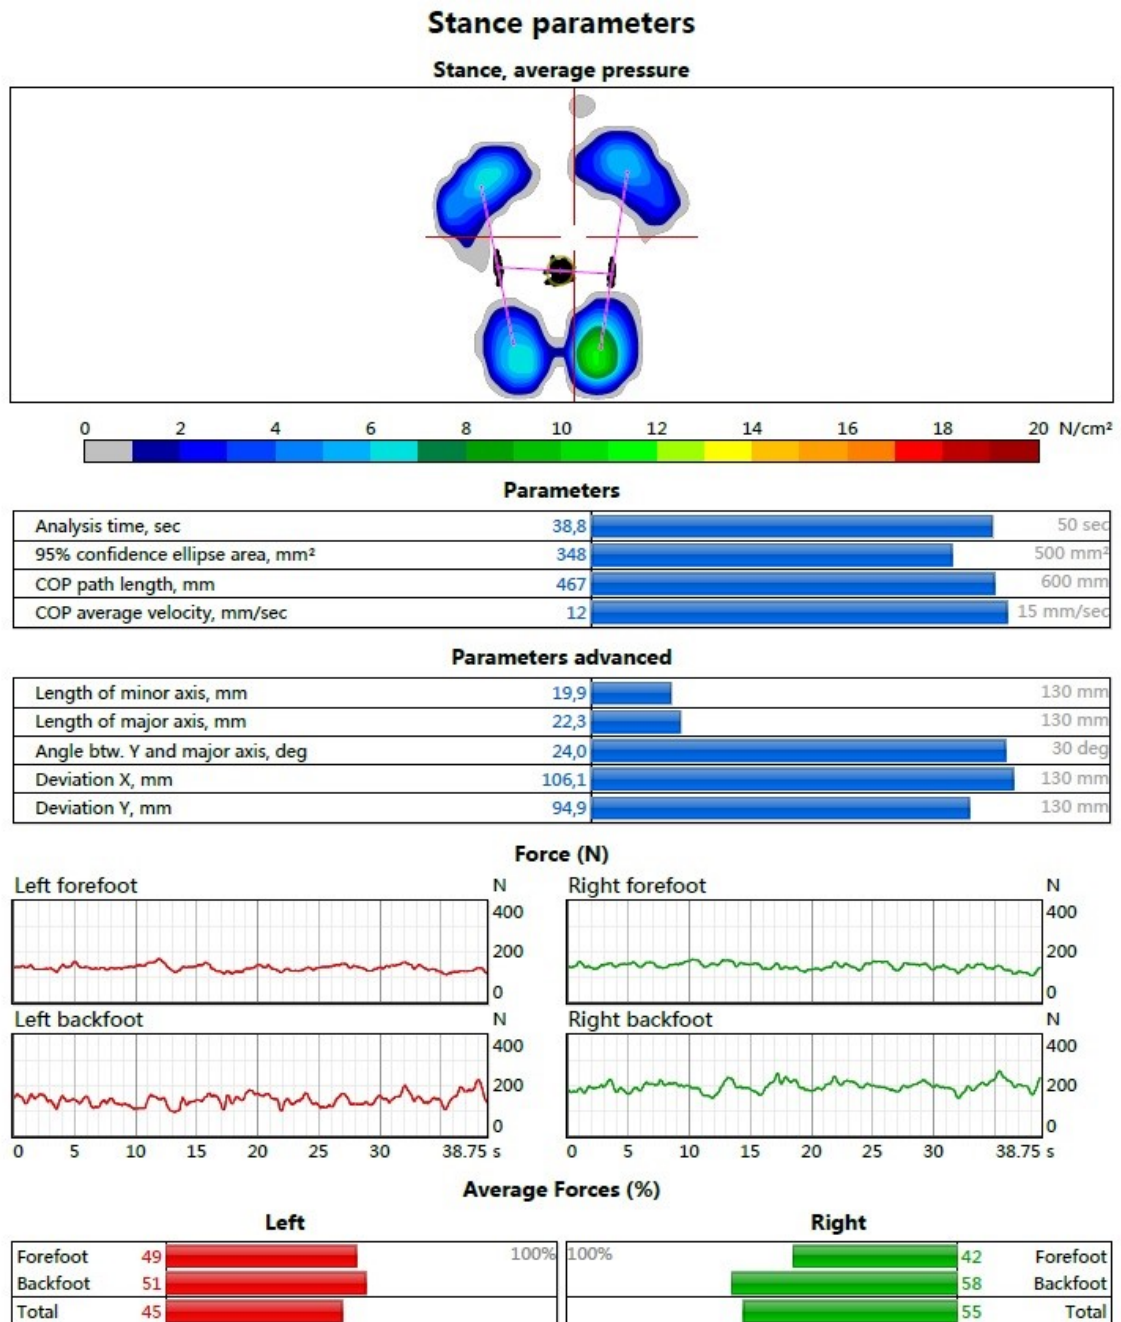 Stance parameters
Stance, average pressure
0 2 4 6 8 10 12 14 16 18 20 N/cm²
Parameters
Analysis time, sec 38,8 50 sec
95% confidence ellipse area, mm² 348 500 mm²
COP path length, mm 467 600 mm
COP average velocity, mm/sec 12 15 mm/sec
Parameters advanced
Length of minor axis, mm 19,9 130 mm
Length of major axis, mm 22,3 130 mm
Angle btw. Y and major axis, deg 24,0 30 deg
Deviation X, mm 106,1 130 mm
Deviation Y, mm 94,9 130 mm
Force (N)
Left forefoot N Right forefoot N
400 400
200 200
0 0
Left backfoot N Right backfoot N
400 400
200 200
0 0
0 5 10 15 20 25 30 38.75 s 0 5 10 15 20 25 30 38.75 s
Average Forces (%)
Left Right
Forefoot 49 100% 100% 42 Forefoot
Backfoot 51 58 Backfoot
Total 45 55 Total